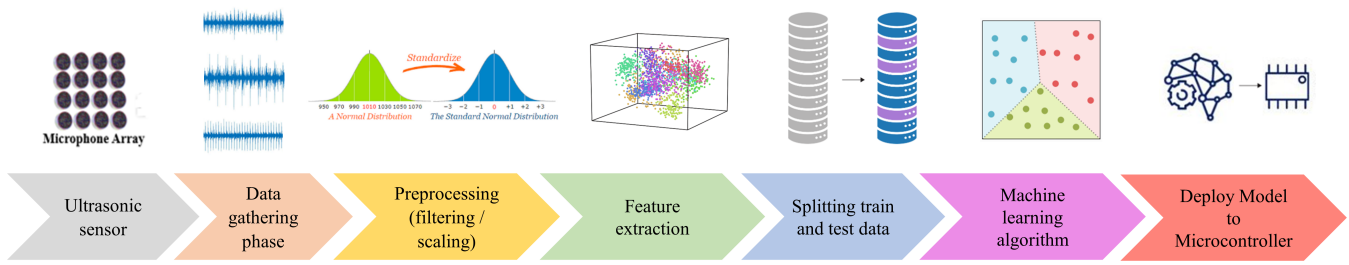 Standardize
950 970 990 1010 1030 1050 1070
−3 −2 −1 0 +1 +2 +3
A Normal Distribution
The Standard Normal Distribution
Microphone Array
Ultrasonic
sensor
Data
gathering
phase
Preprocessing
(filtering /
scaling)
Feature
extraction
Splitting train
and test data
Machine
learning
algorithm
Deploy Model
to
Microcontroller